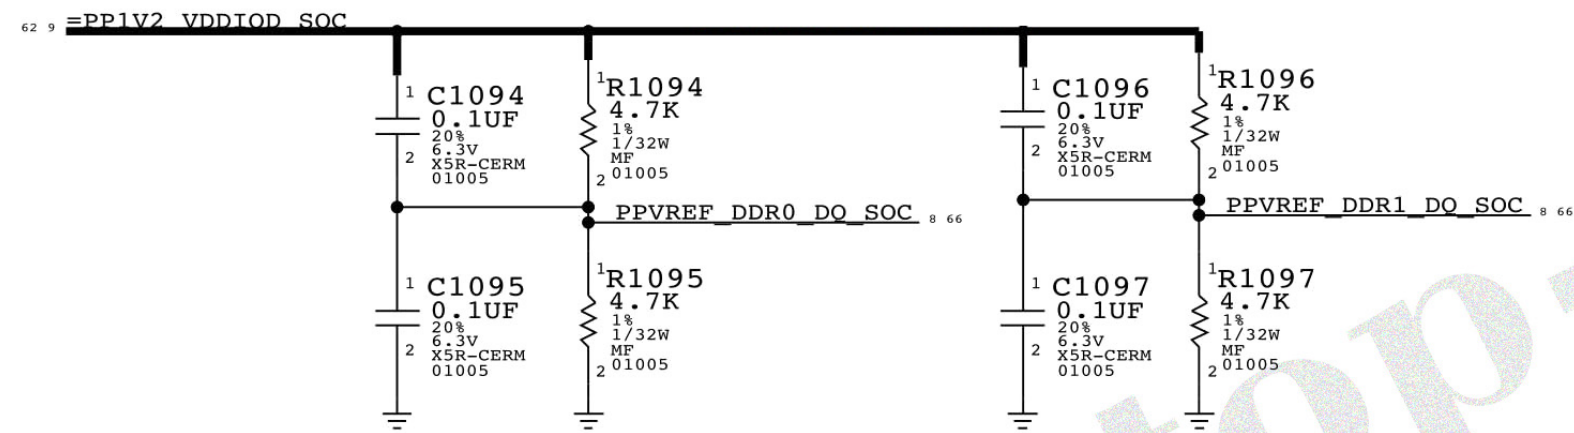 62 9 =PP1V2_VDDIOD_SOC
1 C1094
0.1UF
20%
6.3V
2 X5R-CERM
01005
1 R1094
4.7K
1%
1/32W
MF
2 01005
PPVREF_DDR0_DQ_SOC 8 66
1 C1095
0.1UF
20%
6.3V
2 X5R-CERM
01005
1 R1095
4.7K
1%
1/32W
MF
2 01005
1 C1096
0.1UF
20%
6.3V
2 X5R-CERM
01005
1 R1096
4.7K
1%
1/32W
MF
2 01005
PPVREF_DDR1_DQ_SOC 8 66
1 C1097
0.1UF
20%
6.3V
2 X5R-CERM
01005
1 R1097
4.7K
1%
1/32W
MF
2 01005